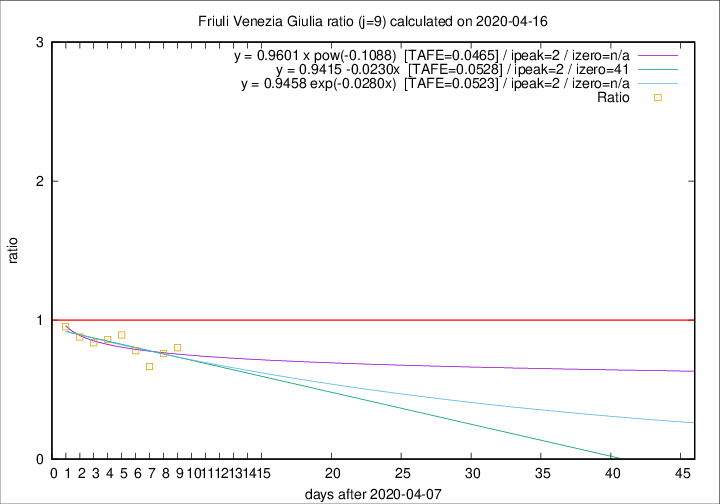 Friuli Venezia Giulia ratio (j=9) calculated on 2020-04-16
y = 0.9601 x pow(-0.1088) [TAFE=0.0465] / ipeak=2 / izero=n/a
y = 0.9415 -0.0230x [TAFE=0.0528] / ipeak=2 / izero=41
y = 0.9458 exp(-0.0280x) [TAFE=0.0523] / ipeak=2 / izero=n/a
Ratio
3
2
1
0
ratio
0 1 2 3 4 5 6 7 8 9 10 11 12 13 14 15 20 25 30 35 40 45
days after 2020-04-07